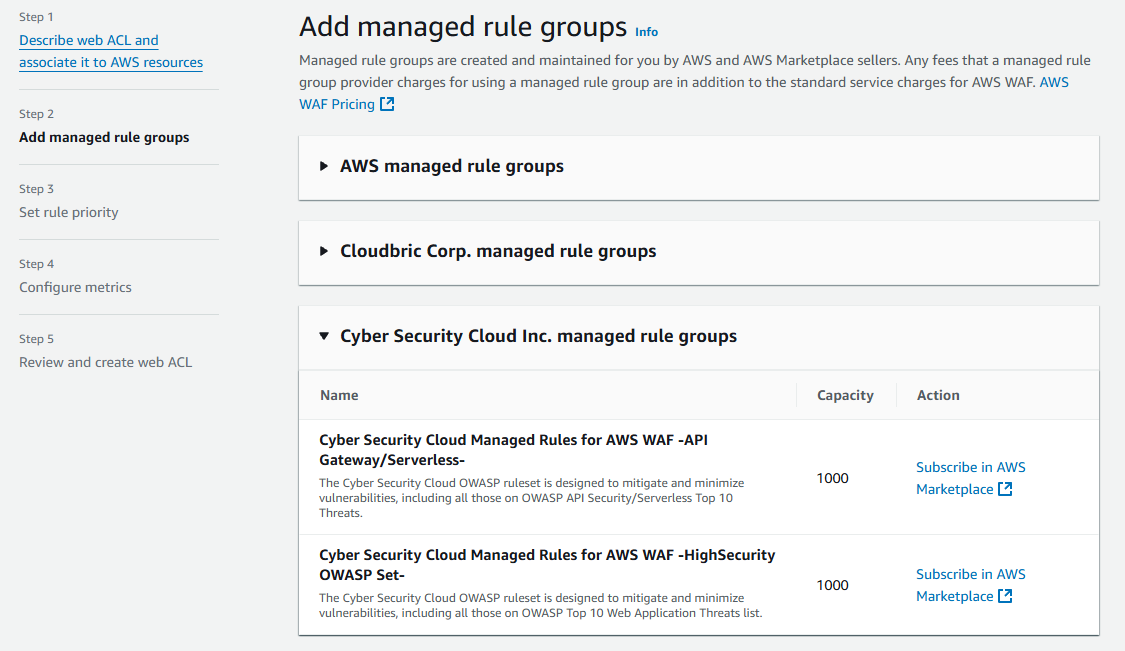 Step 1
Describe web ACL and
associate it to AWS resources
Step 2
Add managed rule groups
Step 3
Set rule priority
Step 4
Configure metrics
Step 5
Review and create web ACL
Add managed rule groups Info
Managed rule groups are created and maintained for you by AWS and AWS Marketplace sellers. Any fees that a managed rule
group provider charges for using a managed rule group are in addition to the standard service charges for AWS WAF. AWS
WAF Pricing
AWS managed rule groups
Cloudbric Corp. managed rule groups
Cyber Security Cloud Inc. managed rule groups
Name Capacity Action
Cyber Security Cloud Managed Rules for AWS WAF -API
Gateway/Serverless-
The Cyber Security Cloud OWASP ruleset is designed to mitigate and minimize
vulnerabilities, including all those on OWASP API Security/Serverless Top 10
Threats.
1000
Subscribe in AWS
Marketplace
Cyber Security Cloud Managed Rules for AWS WAF -HighSecurity
OWASP Set-
The Cyber Security Cloud OWASP ruleset is designed to mitigate and minimize
vulnerabilities, including all those on OWASP Top 10 Web Application Threats list.
1000
Subscribe in AWS
Marketplace